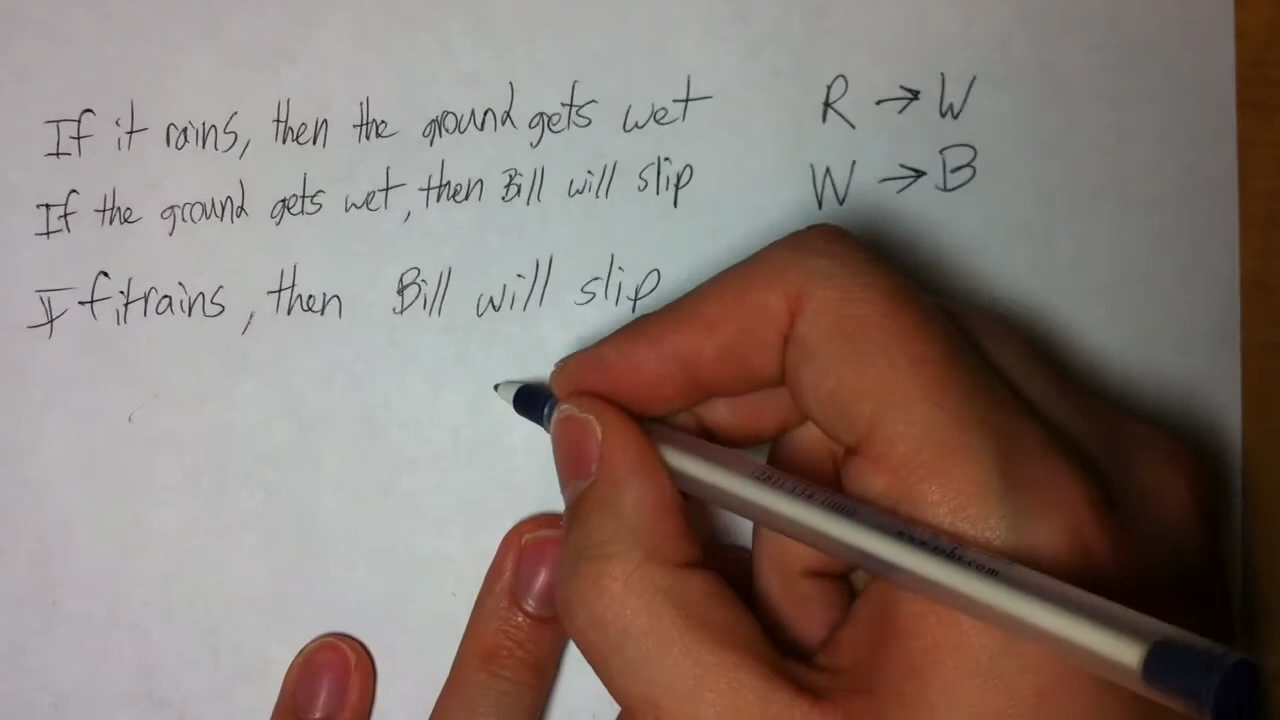 If it rains, then the ground gets wet R → W
If the ground gets wet, then Bill will slip W → B
If it rains, then Bill will slip